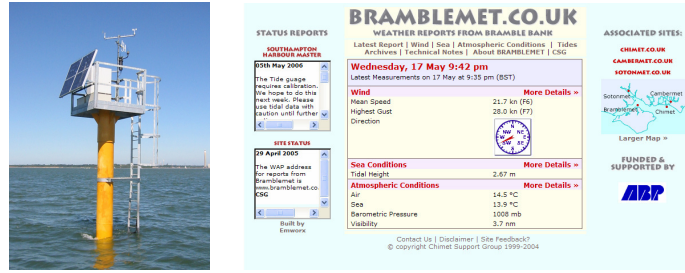 BRAMBLEMET.CO.UK
WEATHER REPORTS FROM BRAMBLE BANK
Latest Report | Wind | Sea | Atmospheric Conditions | Tides
Archives | Technical Notes | About BRAMBLEMET | CSG
STATUS REPORTS
SOUTHAMPTON
HARBOUR MASTER
05th May 2006
The Tide guage
requires calibration.
We hope to do this
next week. Please
use tidal data with
caution until further
SITE STATUS
29 April 2005
The WAP address
for reports from
Bramblemet is
www.bramblemet.co
CSG
Built by
Emworx
Wednesday, 17 May 9:42 pm
Latest Measurements on 17 May at 9:35 pm (BST)
Wind More Details »
Mean Speed 21.7 kn (F6)
Highest Gust 28.0 kn (F7)
Direction
N
NW NE
W E
SW SE
S
Sea Conditions More Details »
Tidal Height 2.67 m
Atmospheric Conditions More Details »
Air 14.5 °C
Sea 13.9 °C
Barometric Pressure 1008 mb
Visibility 3.7 nm
Contact Us | Disclaimer | Site Feedback?
© copyright Chimet Support Group 1999-2004
ASSOCIATED SITES:
CHIMET.CO.UK
CAMBERMET.CO.UK
SOTONMET.CO.UK
Sotonmet
Cambermet
Bramblemet
Chimet
Larger Map »
FUNDED &
SUPPORTED BY
ABP